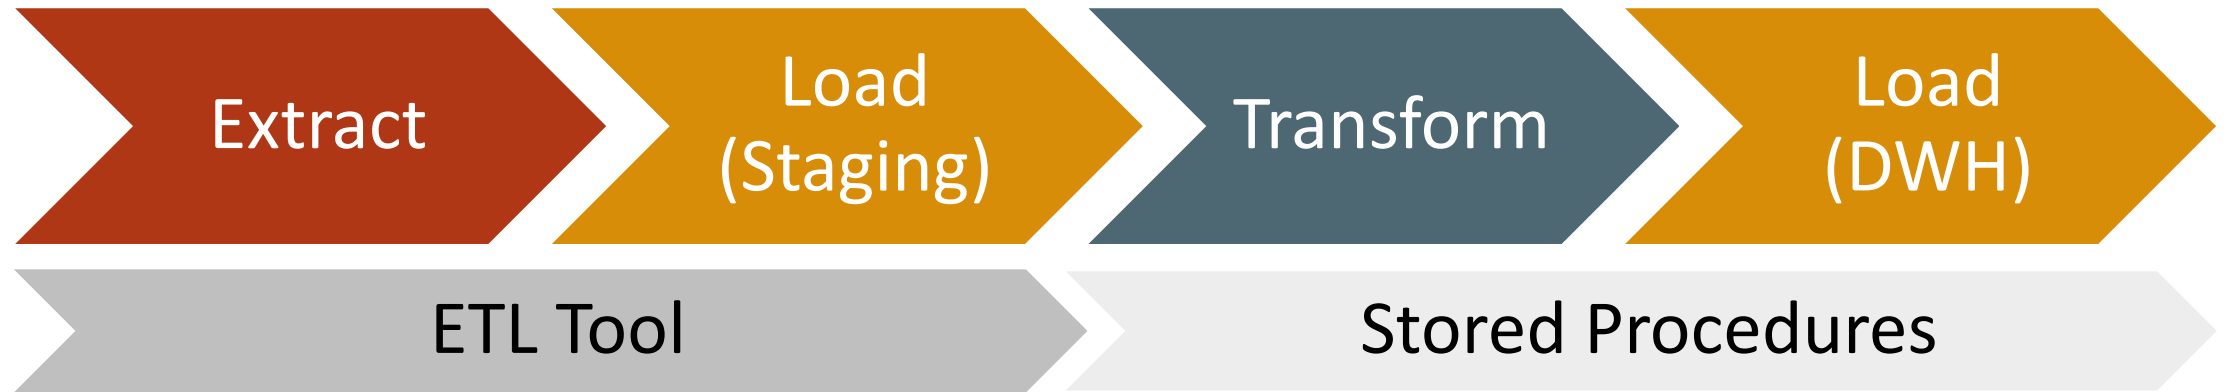 Extract
Load
(Staging)
Transform
Load
(DWH)
ETL Tool
Stored Procedures